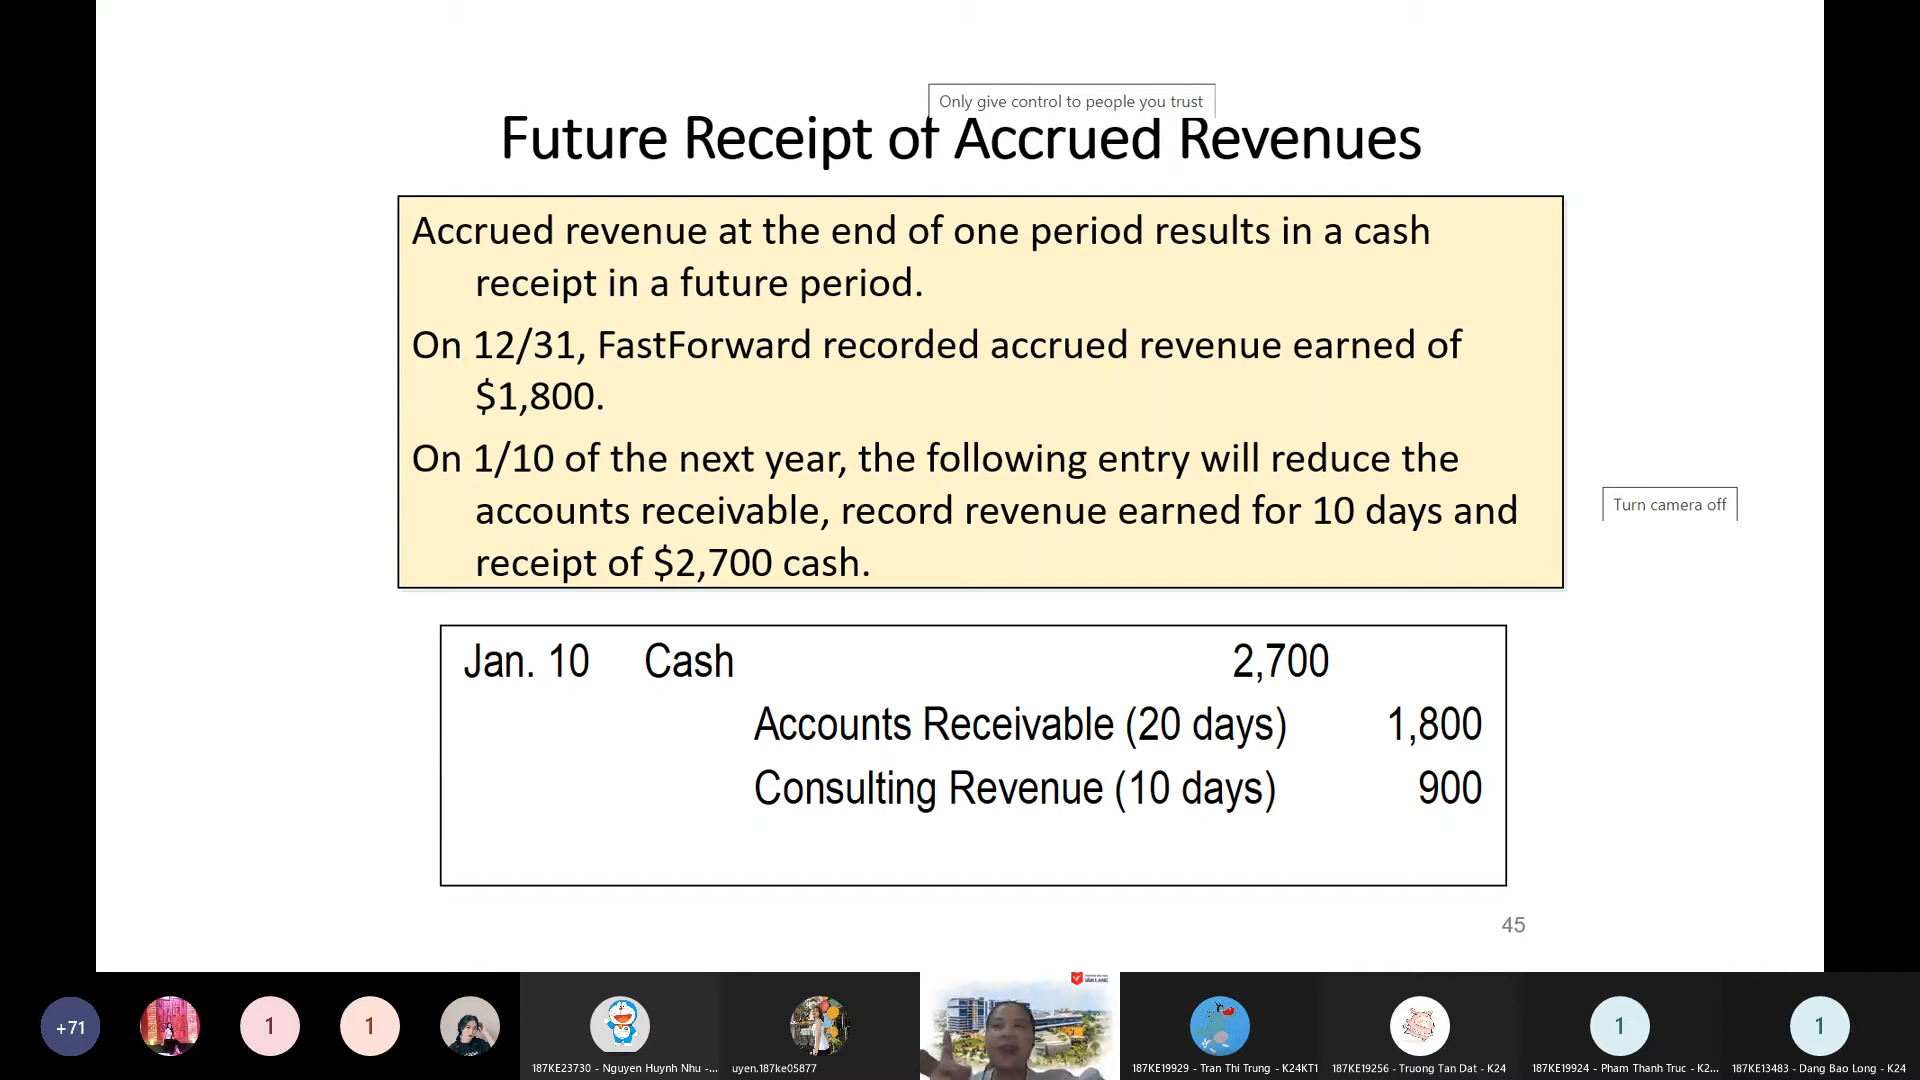 Only give control to people you trust
Future Receipt of Accrued Revenues
Accrued revenue at the end of one period results in a cash
receipt in a future period.
On 12/31, FastForward recorded accrued revenue earned of
$1,800.
On 1/10 of the next year, the following entry will reduce the
accounts receivable, record revenue earned for 10 days and
receipt of $2,700 cash.
Turn camera off
Jan. 10 Cash 2,700
Accounts Receivable (20 days) 1,800
Consulting Revenue (10 days) 900
45
+71
1
1
VAN LANG
1
1
187KE23730 - Nguyen Huynh Nhu -...
uyen.187ke05877
187KE19929 - Tran Thi Trung - K24KT1
187KE19256 - Truong Tan Dat - K24
187KE19924 - Pham Thanh Truc - K2...
187KE13483 - Dang Bao Long - K24